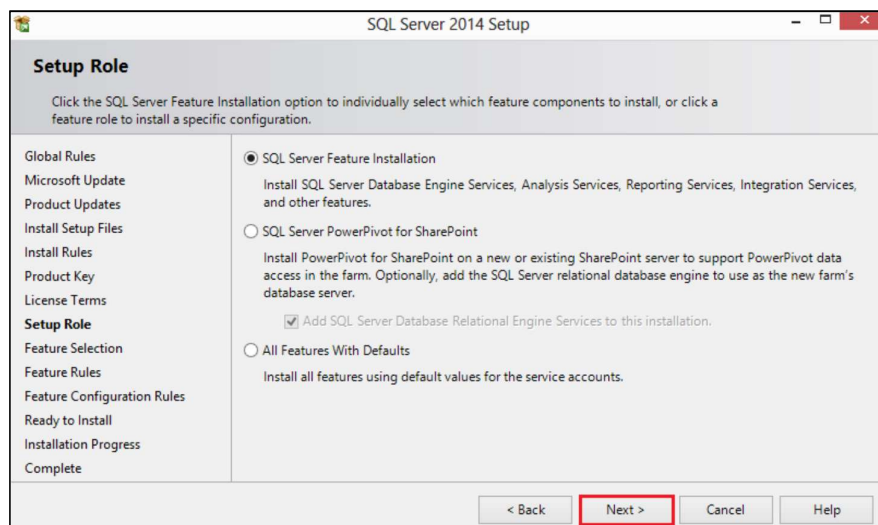 SQL Server 2014 Setup
Setup Role
Click the SQL Server Feature Installation option to individually select which feature components to install, or click a
feature role to install a specific configuration.
Global Rules
Microsoft Update
Product Updates
Install Setup Files
Install Rules
Product Key
License Terms
Setup Role
Feature Selection
Feature Rules
Feature Configuration Rules
Ready to Install
Installation Progress
Complete
SQL Server Feature Installation
Install SQL Server Database Engine Services, Analysis Services, Reporting Services, Integration Services,
and other features.
SQL Server PowerPivot for SharePoint
Install PowerPivot for SharePoint on a new or existing SharePoint server to support PowerPivot data
access in the farm. Optionally, add the SQL Server relational database engine to use as the new farm's
database server.
Add SQL Server Database Relational Engine Services to this installation.
All Features With Defaults
Install all features using default values for the service accounts.
< Back
Next >
Cancel
Help